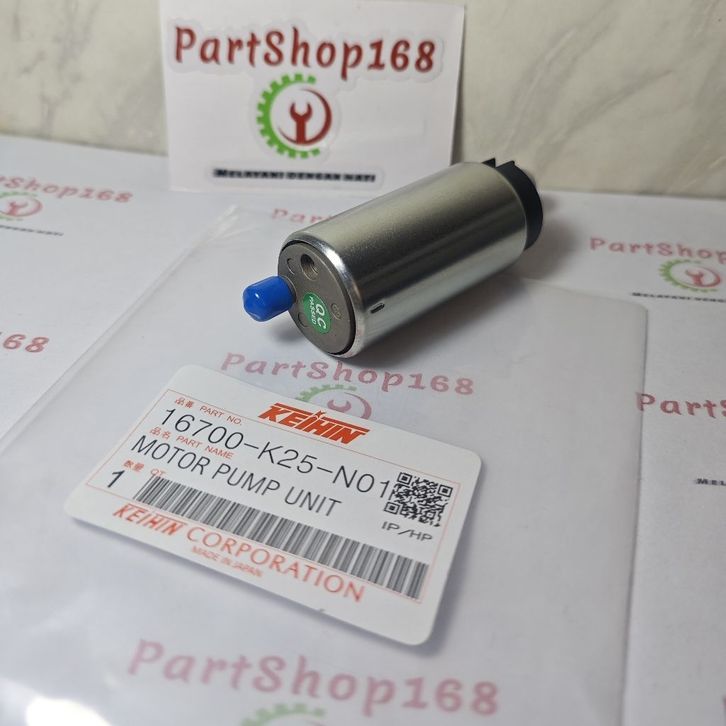 PartShop168
MELAYANI DENGAN HATI
PartShop168
PartShop168
PartShop168
QC
PASSED
PartShop168
KEIHIN
品番 PART NO.
16700-K25-N01
品名 PART NAME
MOTOR PUMP UNIT
数量 QT
1
IP/HP
KEIHIN CORPORATION
MADE IN JAPAN
PartShop168